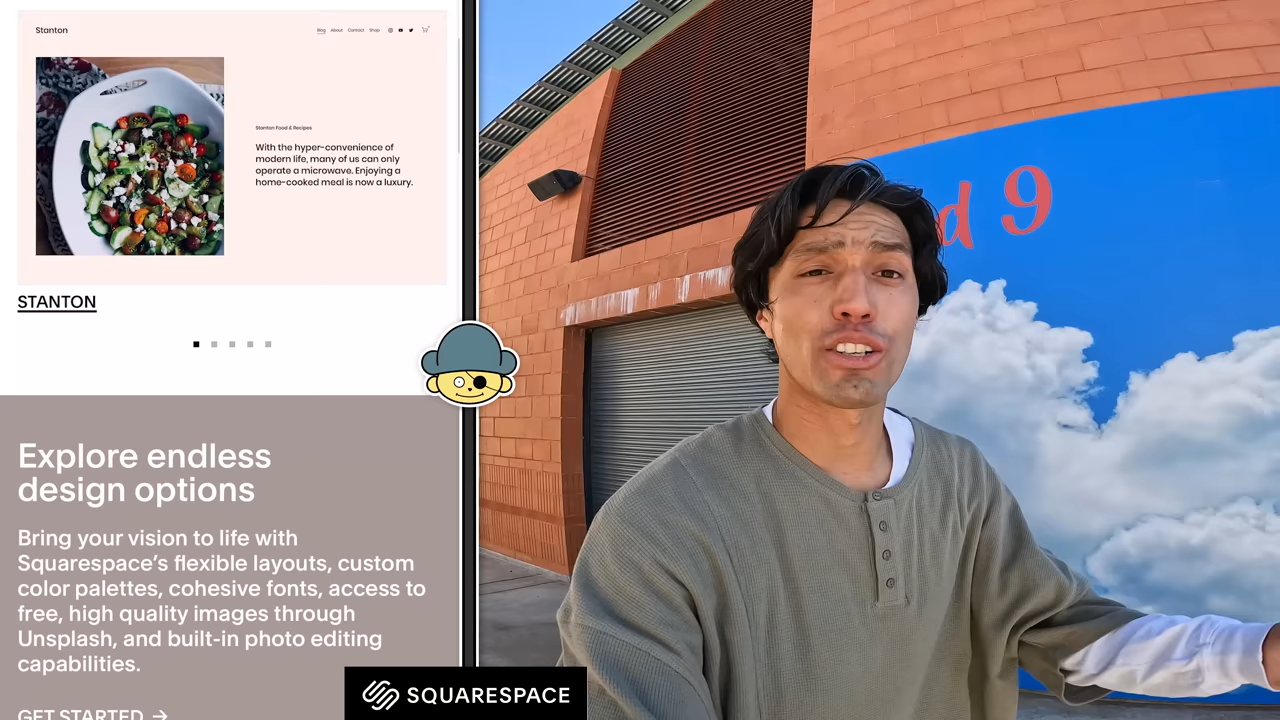 Stanton
Blog About Contact Shop
Stanton Food & Recipes
With the hyper-convenience of
modern life, many of us can only
operate a microwave. Enjoying a
home-cooked meal is now a luxury.
STANTON
Explore endless
design options
Bring your vision to life with
Squarespace's flexible layouts, custom
color palettes, cohesive fonts, access to
free, high quality images through
Unsplash, and built-in photo editing
capabilities.
GET STARTED →
SQUARESPACE
d 9